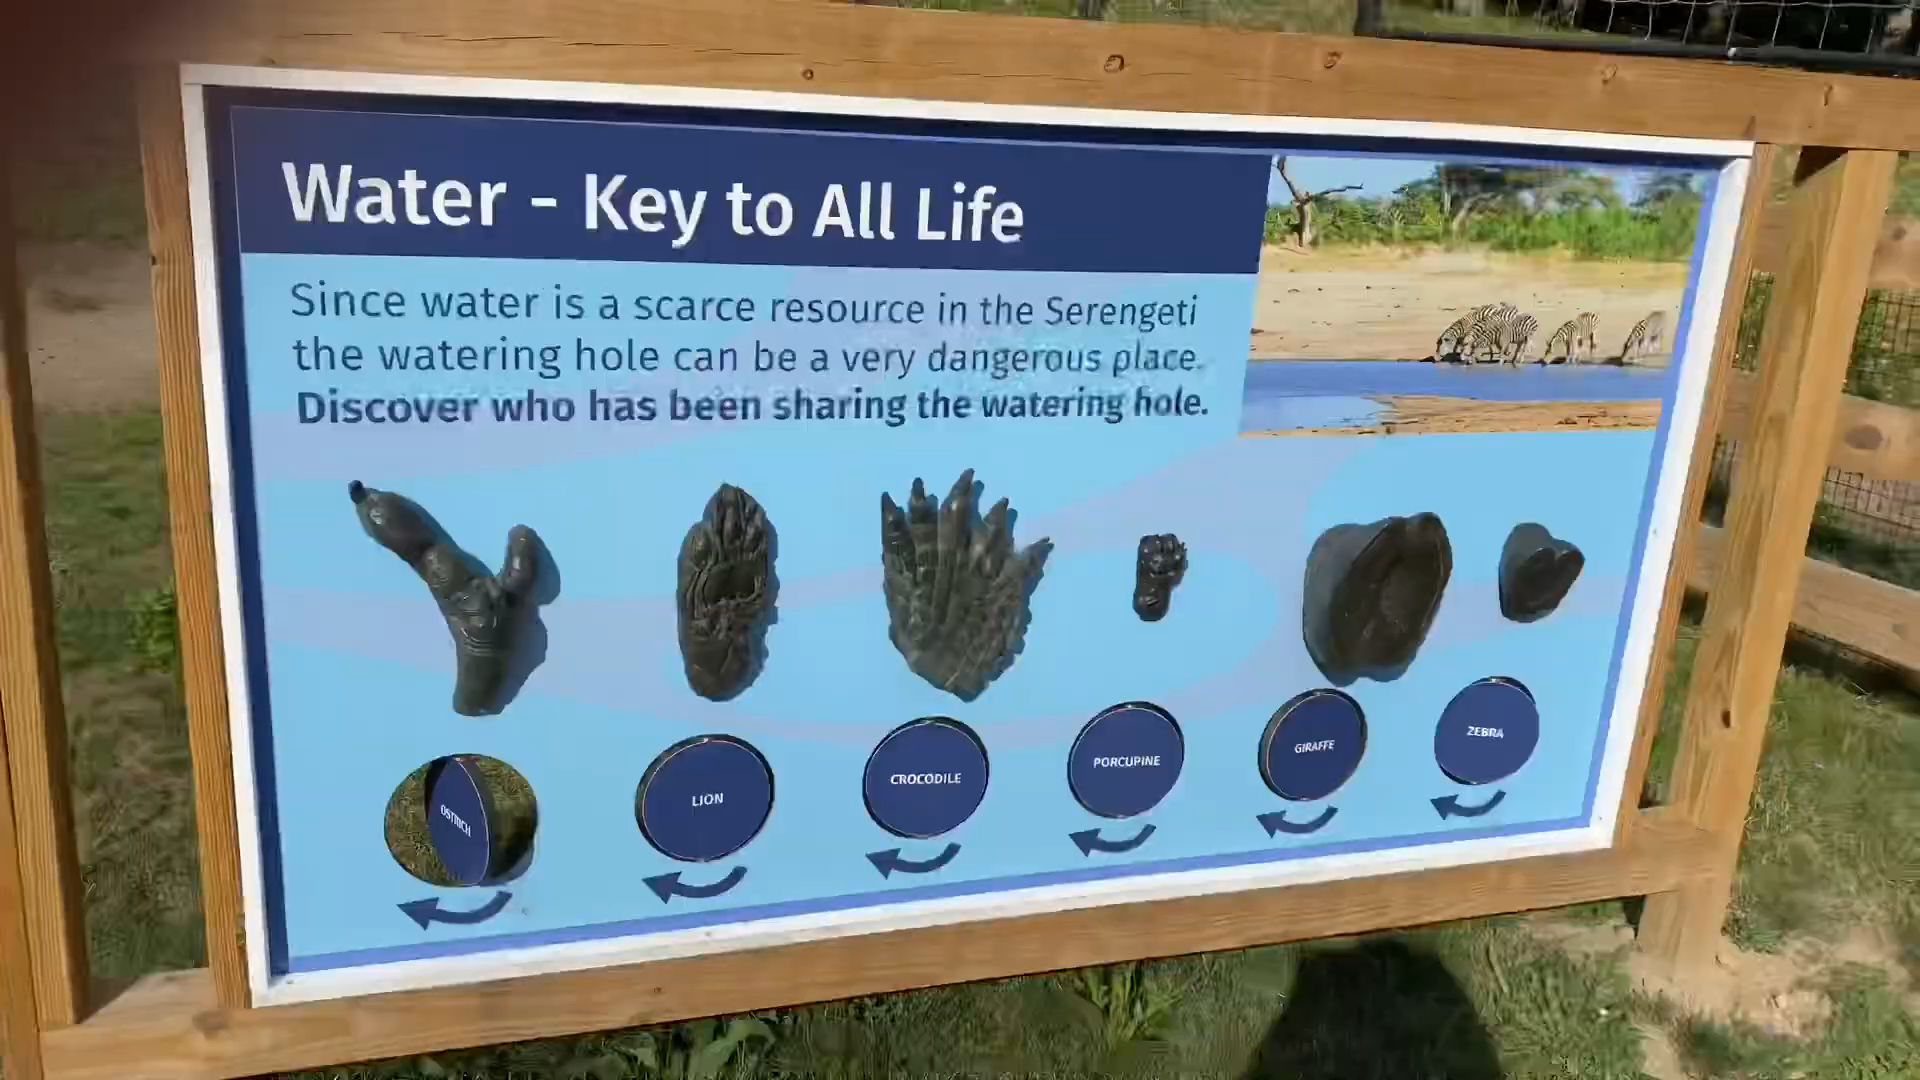 Water - Key to All Life
Since water is a scarce resource in the Serengeti
the watering hole can be a very dangerous place.
Discover who has been sharing the watering hole.
OSTRICH
LION
CROCODILE
PORCUPINE
GIRAFFE
ZEBRA